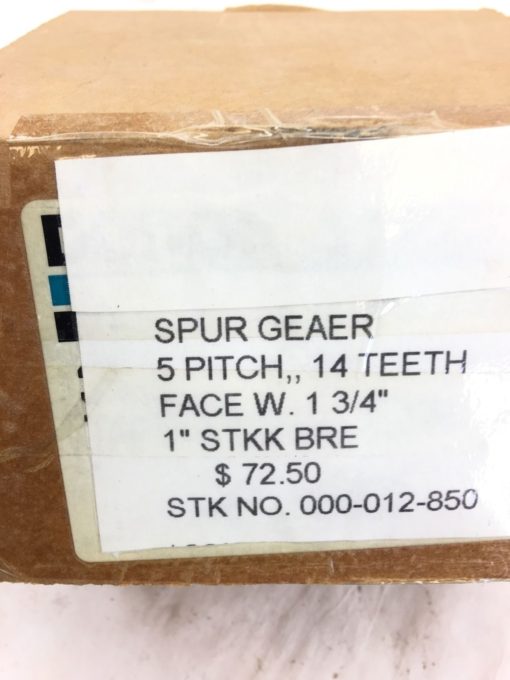 SPUR GEAER
5 PITCH,, 14 TEETH
FACE W. 1 3/4"
1" STKK BRE
$ 72.50
STK NO. 000-012-850